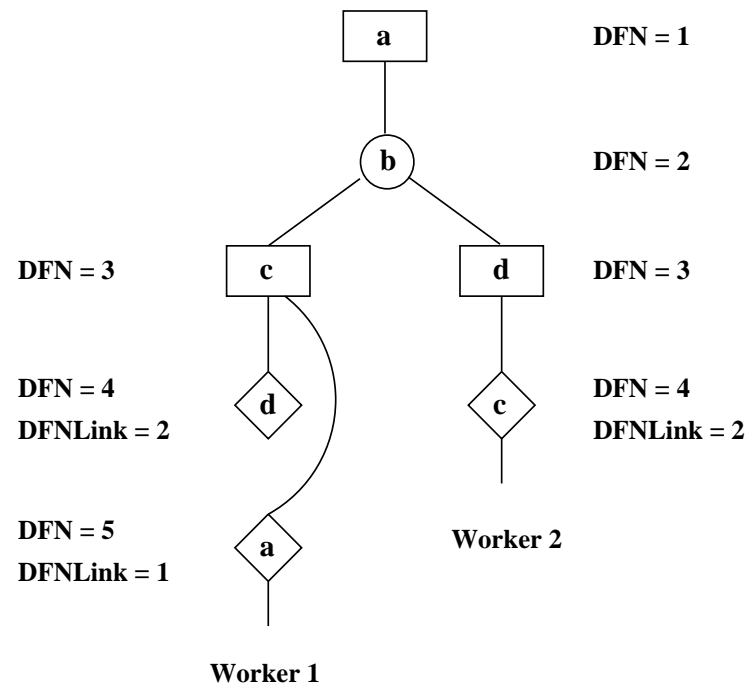 a DFN = 1
b DFN = 2
DFN = 3 c d DFN = 3
DFN = 4 d c DFN = 4
DFNLink = 2 DFNLink = 2
DFN = 5 a Worker 2
DFNLink = 1
Worker 1